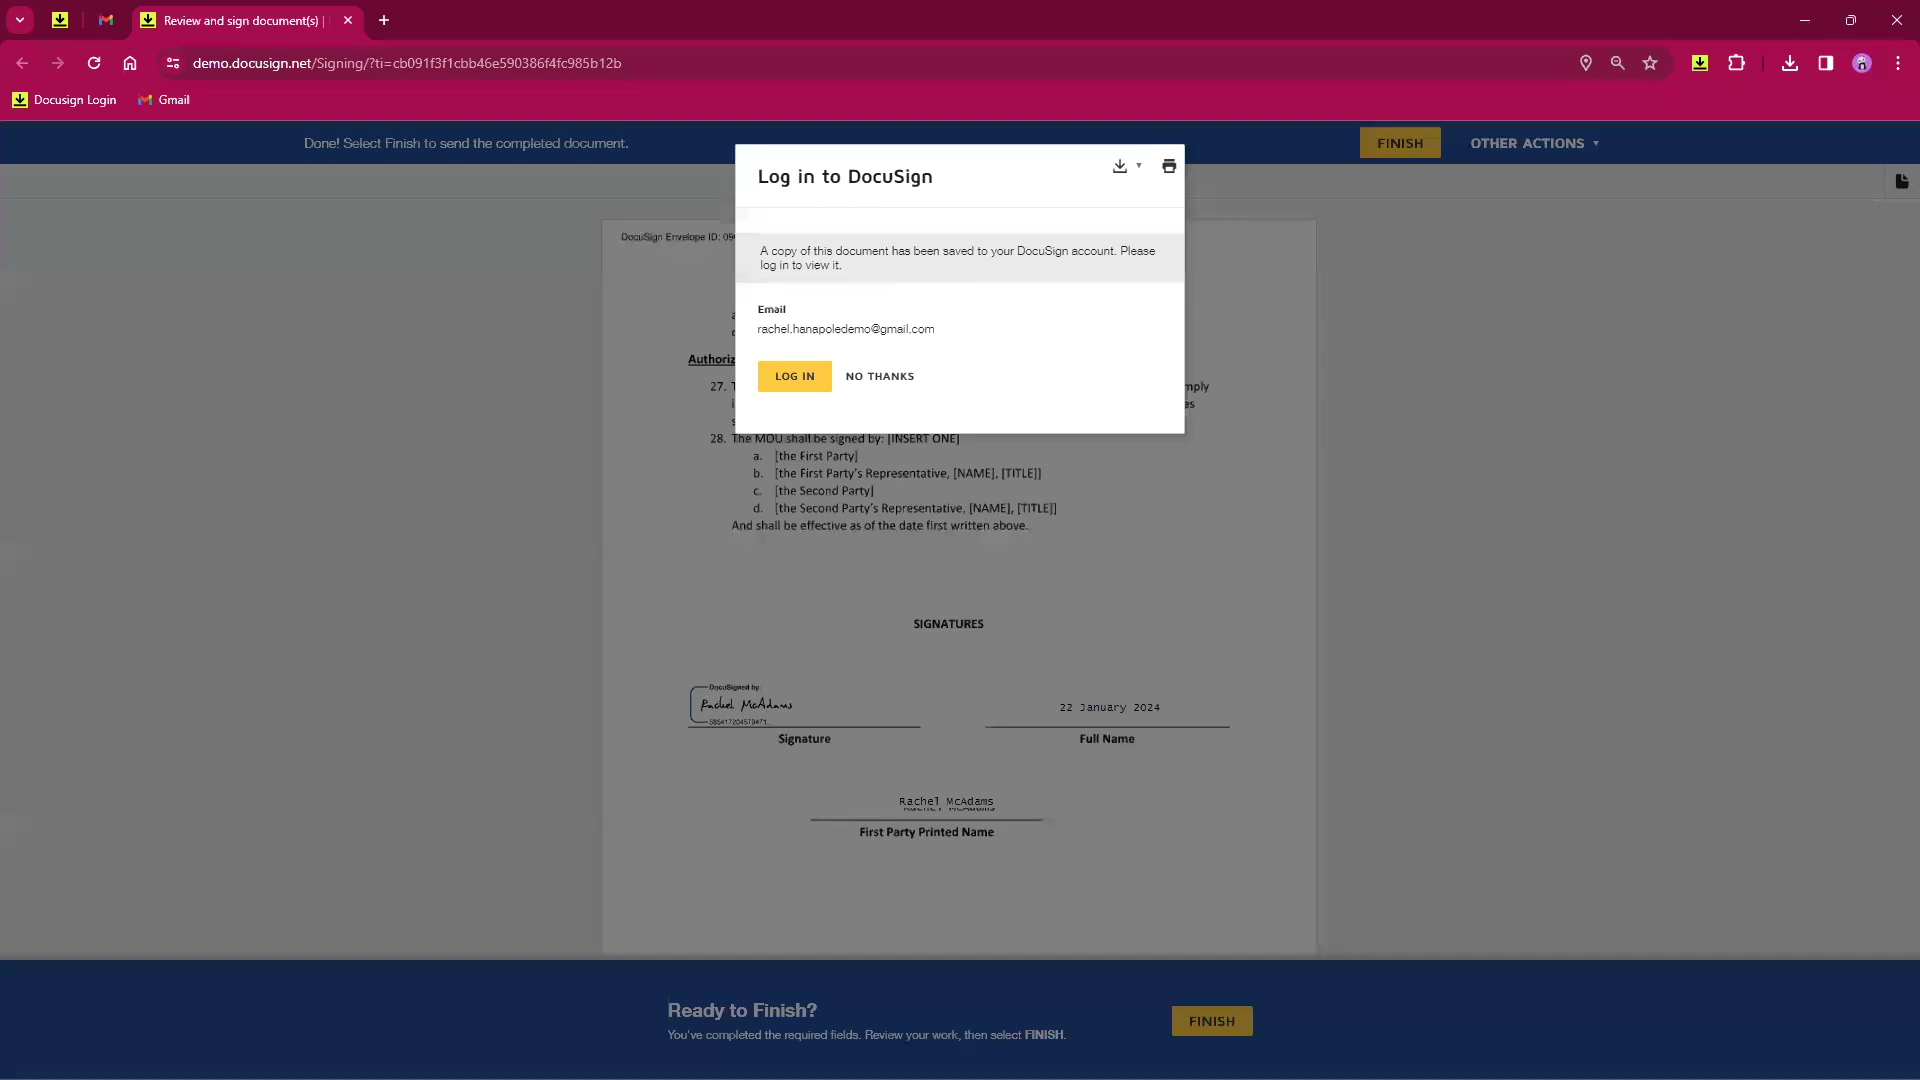 Review and sign document(s) |
demo.docusign.net/Signing/?ti=cb091f3f1cbb46e590386f4fc985b12b
Docusign Login
Gmail
Done! Select Finish to send the completed document.
FINISH
OTHER ACTIONS
Log in to DocuSign
DocuSign Envelope ID:
A copy of this document has been saved to your DocuSign account. Please
log in to view it.
Email
rachel.hanapoledemo@gmail.com
LOG IN
NO THANKS
27.
28. The MOU shall be signed by: [INSERT ONE]
a. [the First Party]
b. [the First Party's Representative, [NAME], [TITLE]]
c. [the Second Party]
d. [the Second Party's Representative, [NAME], [TITLE]]
And shall be effective as of the date first written above.
SIGNATURES
DocuSigned by:
Rachel McAdams
22 January 2024
Signature
Full Name
Rachel McAdams
First Party Printed Name
Ready to Finish?
You've completed the required fields. Review your work, then select FINISH.
FINISH